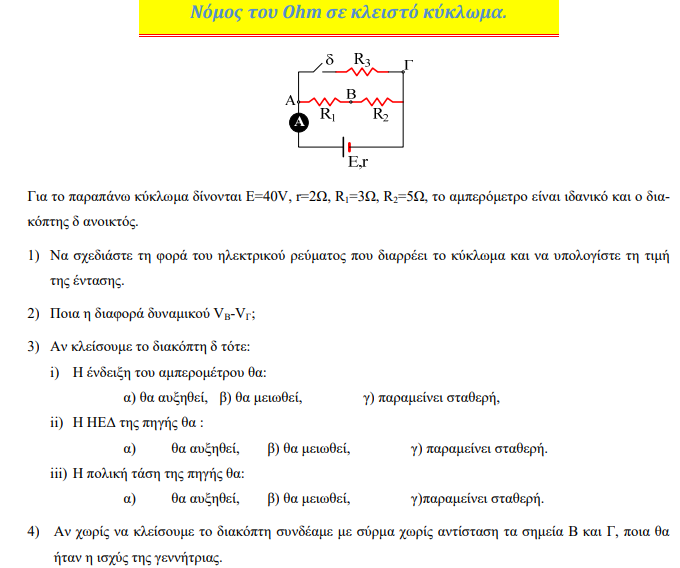 Νόμος του Ohm σε κλειστό κύκλωμα.
δ R3 Γ
A B
A R1 R2
E,r
Για το παραπάνω κύκλωμα δίνονται E=40V, r=2Ω, R1=3Ω, R2=5Ω, το αμπερόμετρο είναι ιδανικό και ο δια-
κόπτης δ ανοικτός.
1) Να σχεδιάστε τη φορά του ηλεκτρικού ρεύματος που διαρρέει το κύκλωμα και να υπολογίστε τη τιμή
της έντασης.
2) Ποια η διαφορά δυναμικού VB-VΓ;
3) Αν κλείσουμε το διακόπτη δ τότε:
i) Η ένδειξη του αμπερομέτρου θα:
α) θα αυξηθεί, β) θα μειωθεί, γ) παραμείνει σταθερή,
ii) Η ΗΕΔ της πηγής θα :
α) θα αυξηθεί, β) θα μειωθεί, γ) παραμείνει σταθερή.
iii) Η πολική τάση της πηγής θα:
α) θα αυξηθεί, β) θα μειωθεί, γ)παραμείνει σταθερή.
4) Αν χωρίς να κλείσουμε το διακόπτη συνδέαμε με σύρμα χωρίς αντίσταση τα σημεία Β και Γ, ποια θα
ήταν η ισχύς της γεννήτριας.